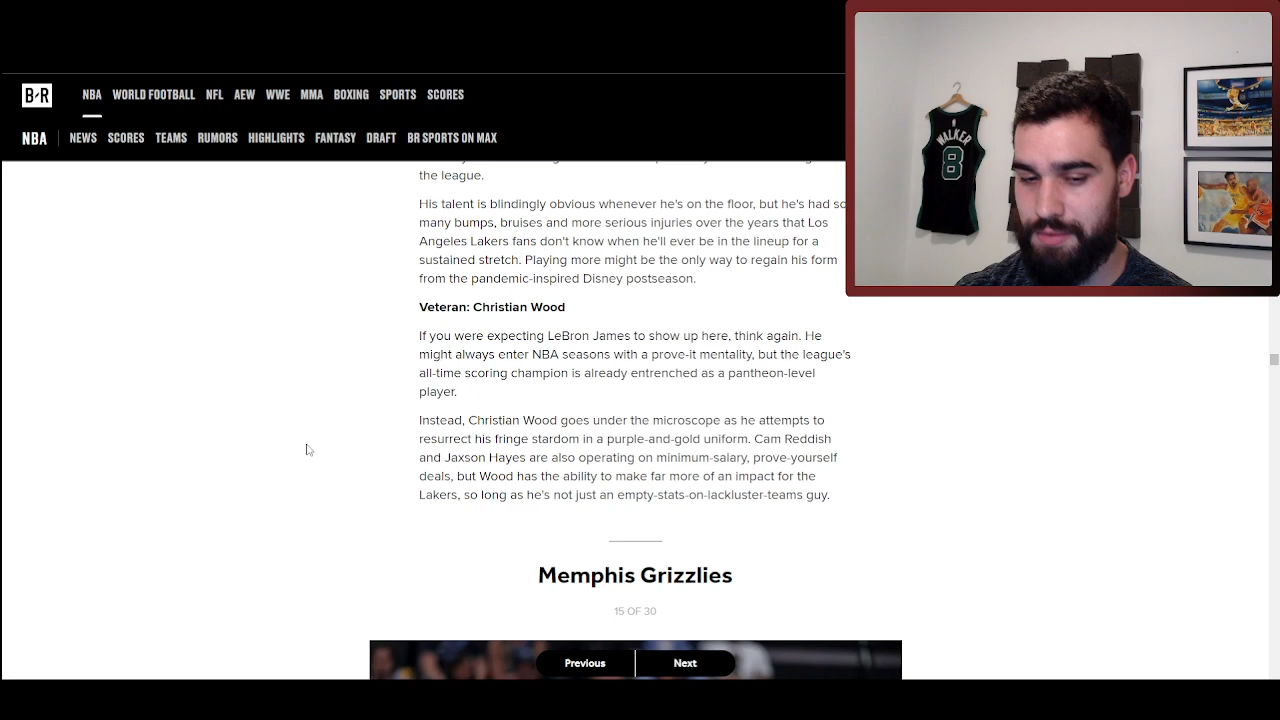 B/R
NBA WORLD FOOTBALL NFL AEW WWE MMA BOXING SPORTS SCORES
NBA NEWS SCORES TEAMS RUMORS HIGHLIGHTS FANTASY DRAFT BR SPORTS ON MAX
WALKER
8
the league.
His talent is blindingly obvious whenever he's on the floor, but he's had so
many bumps, bruises and more serious injuries over the years that Los
Angeles Lakers fans don't know when he'll ever be in the lineup for a
sustained stretch. Playing more might be the only way to regain his form
from the pandemic-inspired Disney postseason.
Veteran: Christian Wood
If you were expecting LeBron James to show up here, think again. He
might always enter NBA seasons with a prove-it mentality, but the league's
all-time scoring champion is already entrenched as a pantheon-level
player.
Instead, Christian Wood goes under the microscope as he attempts to
resurrect his fringe stardom in a purple-and-gold uniform. Cam Reddish
and Jaxson Hayes are also operating on minimum-salary, prove-yourself
deals, but Wood has the ability to make far more of an impact for the
Lakers, so long as he's not just an empty-stats-on-lackluster-teams guy.
Memphis Grizzlies
15 OF 30
Previous Next